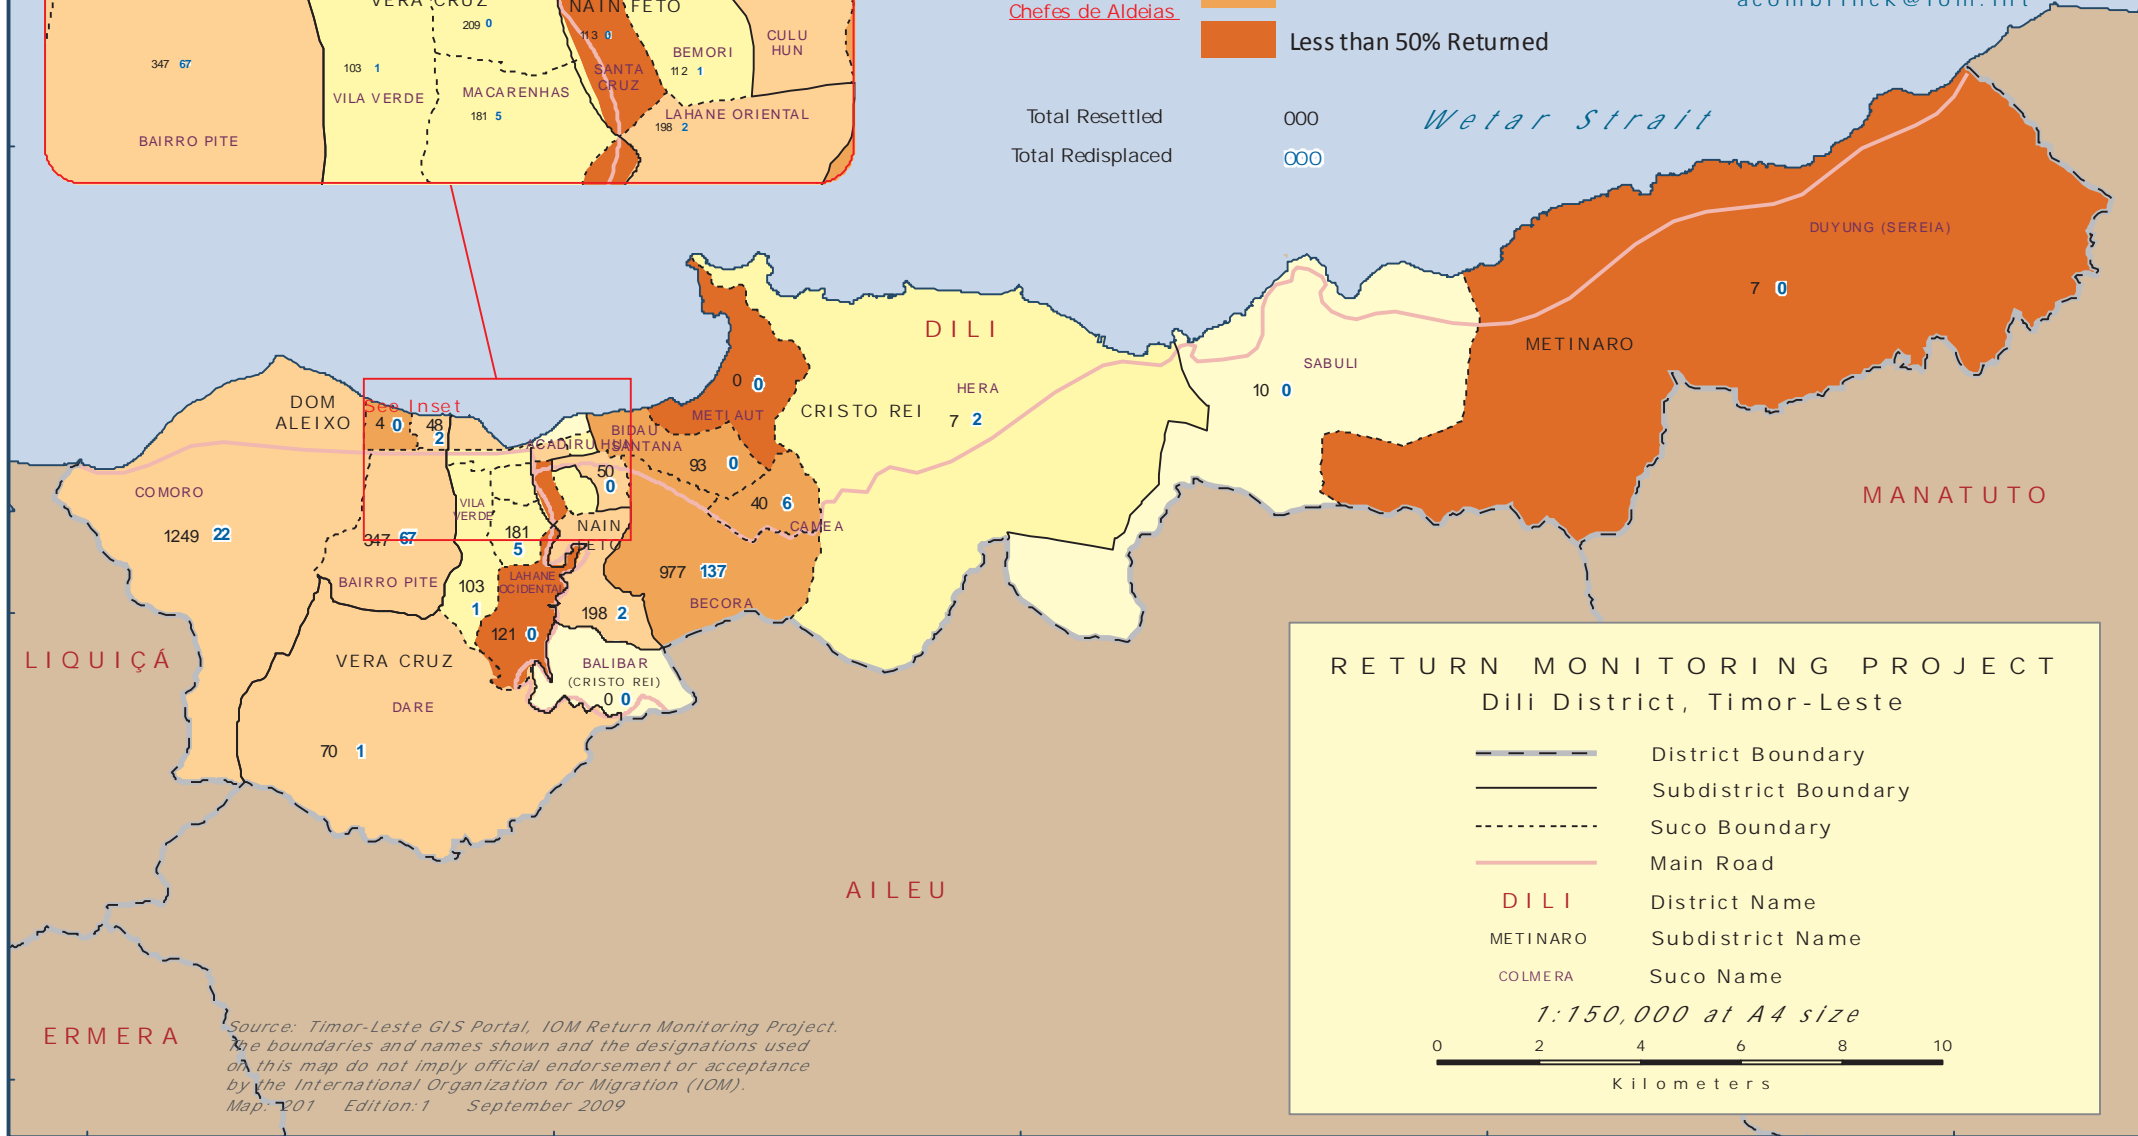 VERA CRUZ
NAIN FETO
209 0
113 0
CULU
HUN
BEMORI
347 67
103 1
112 1
SANTA
CRUZ
VILA VERDE
MACARENHAS
181 5
LAHANE ORIENTAL
198 2
BAIRRO PITE
Chefes de Aldeias
Less than 50% Returned
acombrinck@iom.int
Total Resettled 000
Total Redisplaced 000
Wetar Strait
DUYUNG (SEREIA)
7 0
METINARO
DILI
SABULI
10 0
HERA
CRISTO REI
7 2
0 0
METI AUT
DOM
ALEIXO
See Inset
4 0
48
2
ACADIRU HUN
BIDAU
SANTANA
93 0
50
0
40 6
CAMEA
COMORO
1249 22
VILA
VERDE
181
5
NAIN
FETO
347 67
BAIRRO PITE
103
1
LAHANE
OCCIDENTAL
977 137
BECORA
198 2
121 0
MANATUTO
LIQUIÇÁ
VERA CRUZ
DARE
70 1
BALIBAR
(CRISTO REI)
0 0
AILEU
ERMERA
RETURN MONITORING PROJECT
Dili District, Timor-Leste
District Boundary
Subdistrict Boundary
Suco Boundary
Main Road
DILI District Name
METINARO Subdistrict Name
COLMERA Suco Name
1:150,000 at A4 size
0 2 4 6 8 10
Kilometers
Source: Timor-Leste GIS Portal, IOM Return Monitoring Project.
The boundaries and names shown and the designations used
on this map do not imply official endorsement or acceptance
by the International Organization for Migration (IOM).
Map: 201 Edition:1 September 2009